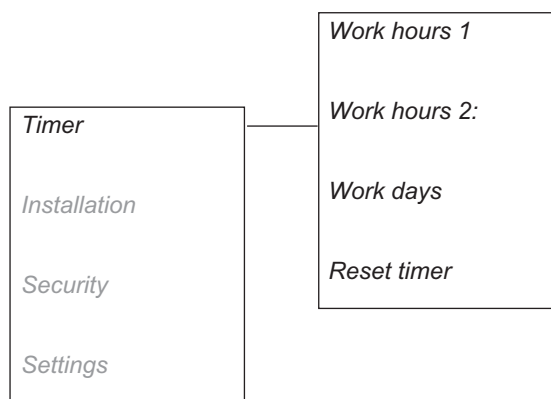 Timer
Installation
Security
Settings
Work hours 1
Work hours 2:
Work days
Reset timer